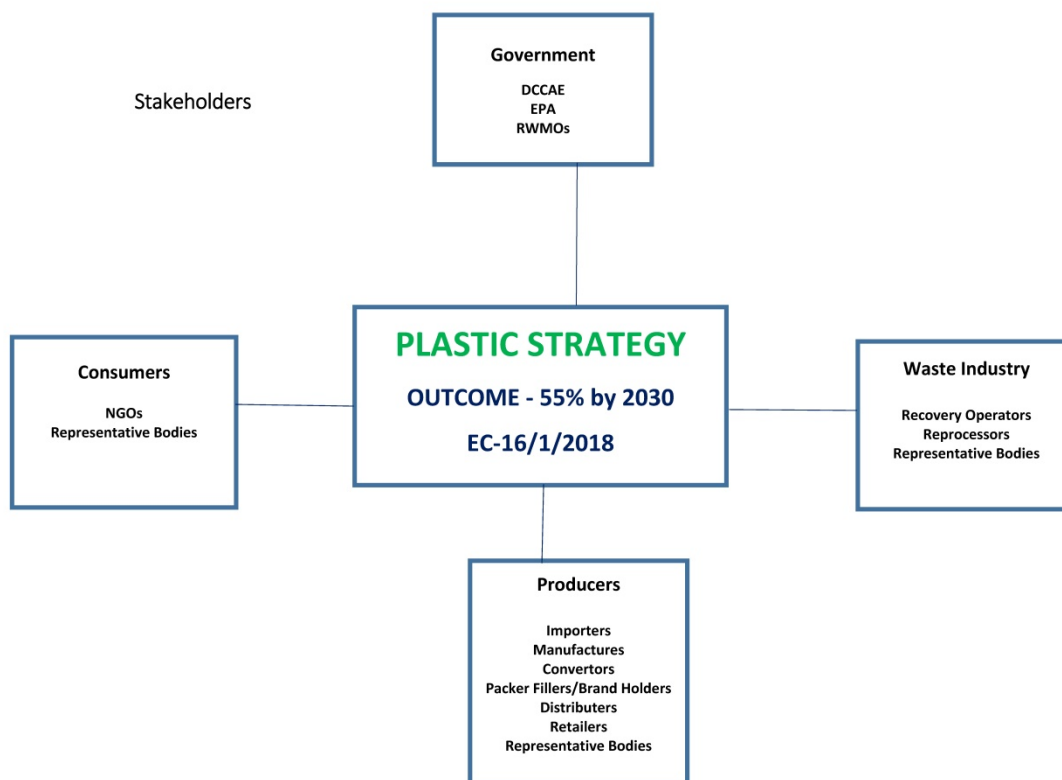 Stakeholders
Government
DCCAE
EPA
RWMOs
PLASTIC STRATEGY
OUTCOME - 55% by 2030
EC-16/1/2018
Consumers
NGOs
Representative Bodies
Waste Industry
Recovery Operators
Reprocessors
Representative Bodies
Producers
Importers
Manufactures
Convertors
Packer Fillers/Brand Holders
Distributers
Retailers
Representative Bodies